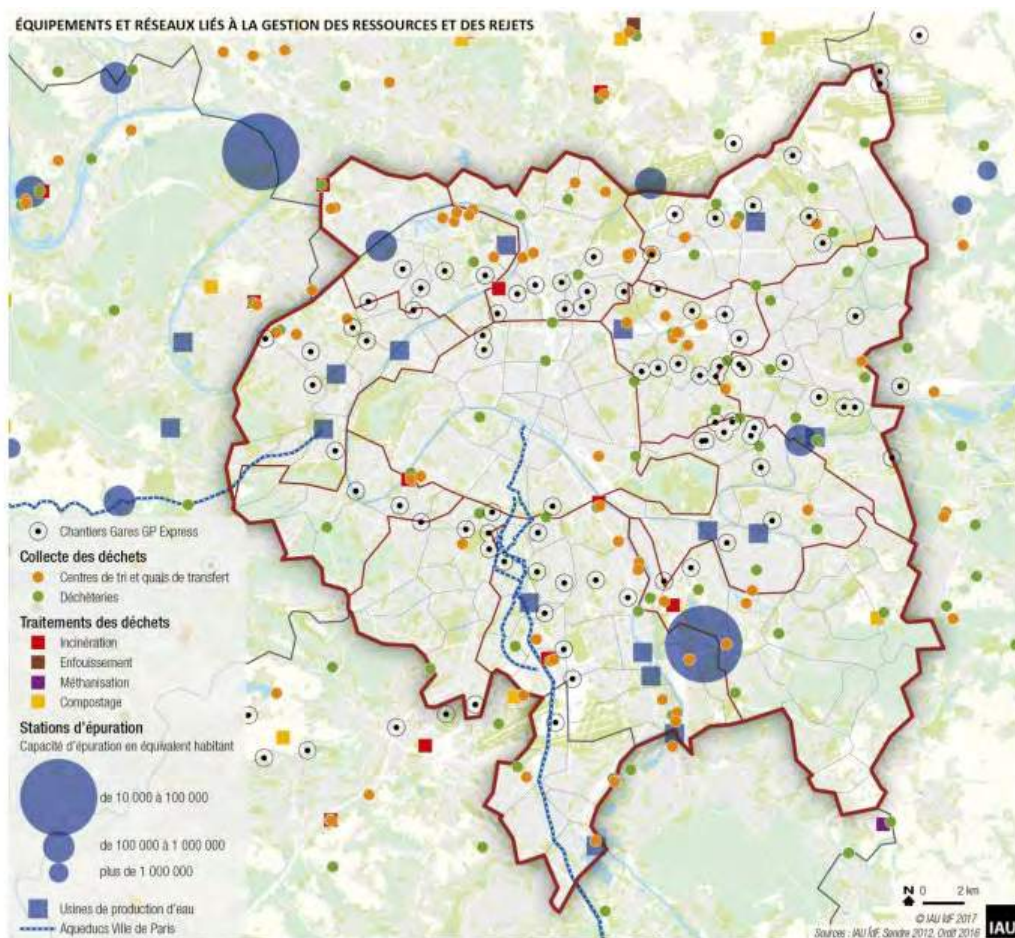 ÉQUIPEMENTS ET RÉSEAUX LIÉS À LA GESTION DES RESSOURCES ET DES REJETS
Chantiers Gares GP Express
Collecte des déchets
Centres de tri et quais de transfert
Déchèteries
Traitements des déchets
Incinération
Enfouissement
Méthanisation
Compostage
Stations d'épuration
Capacité d'épuration en équivalent habitant
de 10 000 à 100 000
de 100 000 à 1 000 000
plus de 1 000 000
Usines de production d'eau
Aqueducs Ville de Paris
N 0 2 km
© IAU îdF 2017
Sources : IAU îdF, Sandre 2012, Ordif 2016
IAU